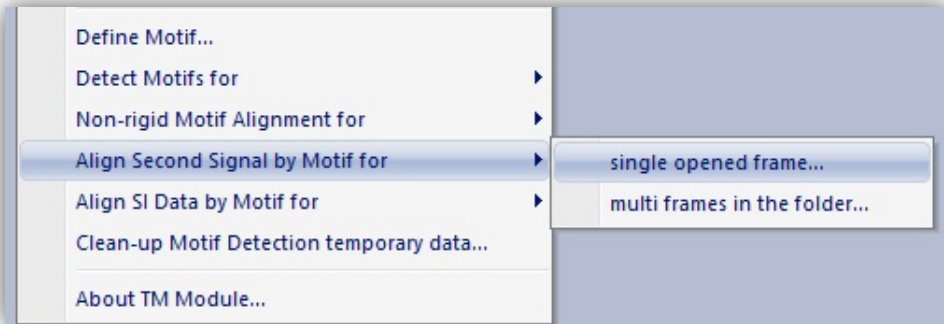 Define Motif...
Detect Motifs for
Non-rigid Motif Alignment for
Align Second Signal by Motif for
single opened frame...
Align SI Data by Motif for
multi frames in the folder...
Clean-up Motif Detection temporary data...
About TM Module...